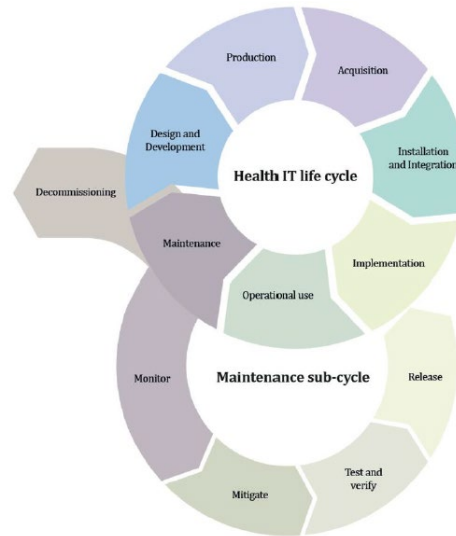 Production
Acquisition
Design and
Development
Installation
and Integration
Health IT life cycle
Decommissioning
Maintenance
Implementation
Operational use
Monitor
Maintenance sub-cycle
Release
Test and
verify
Mitigate